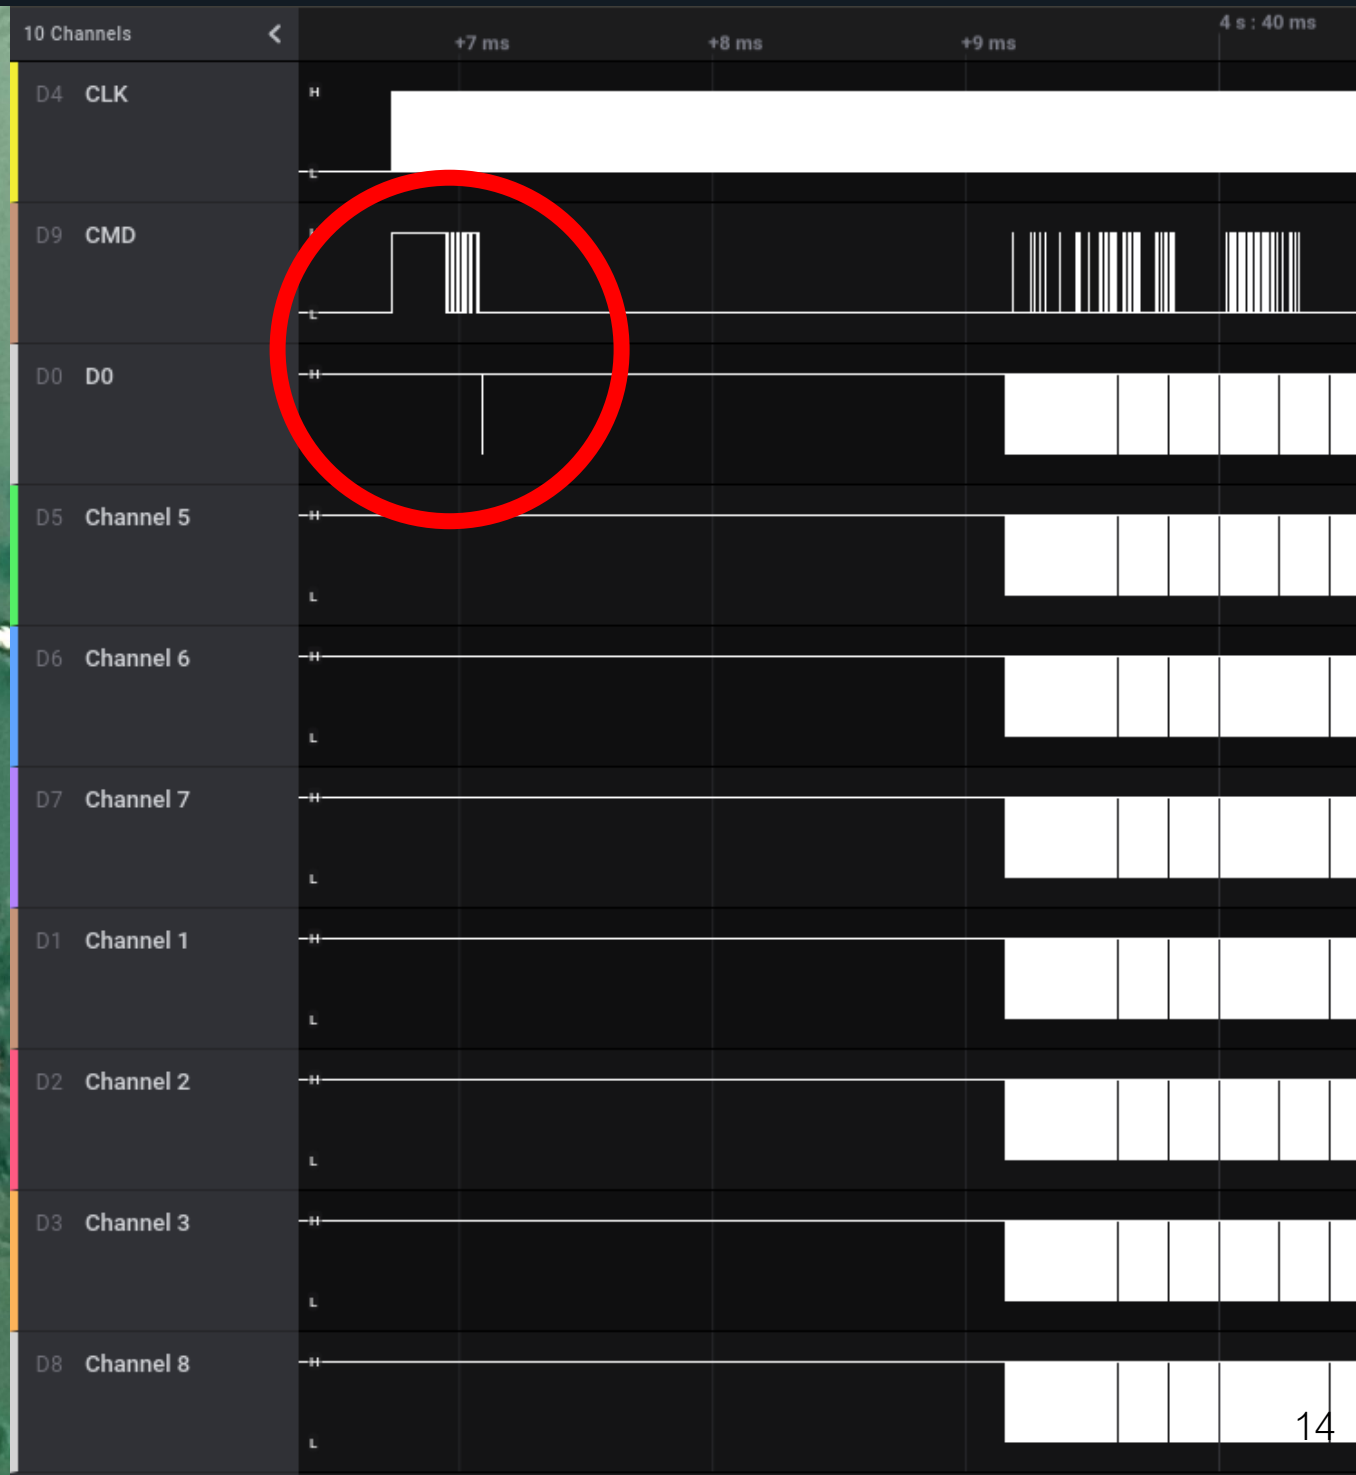 10 Channels
+7 ms
+8 ms
+9 ms
4 s : 40 ms
D4 CLK
H
L
D9 CMD
L
D0 D0
H
D5 Channel 5
H
L
D6 Channel 6
H
L
D7 Channel 7
H
L
D1 Channel 1
H
L
D2 Channel 2
H
L
D3 Channel 3
H
L
D8 Channel 8
H
L
14